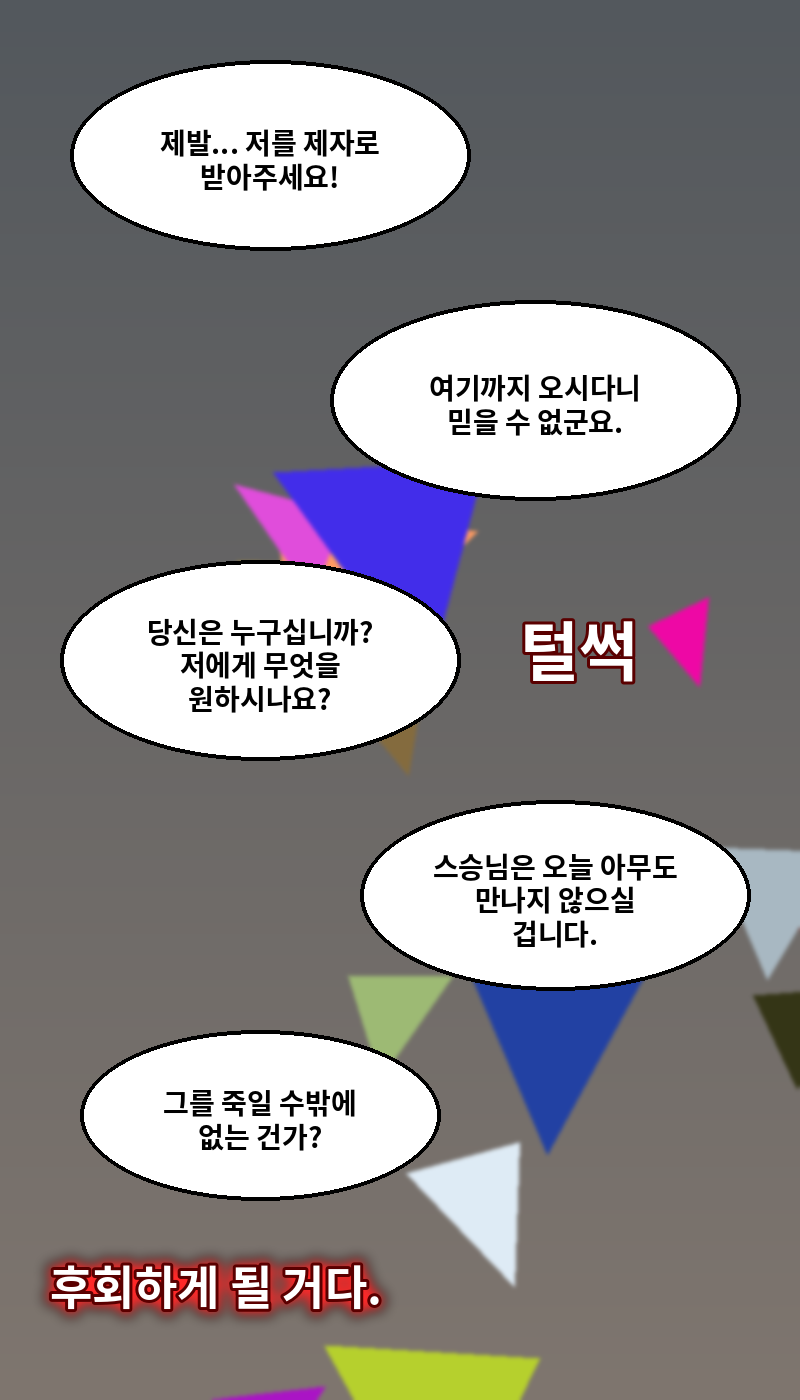 제발... 저를 제자로
받아주세요!
여기까지 오시다니
믿을 수 없군요.
당신은 누구십니까?
저에게 무엇을
원하시나요?
털썩
스승님은 오늘 아무도
만나지 않으실
겁니다.
그를 죽일 수밖에
없는 건가?
후회하게 될 거다.